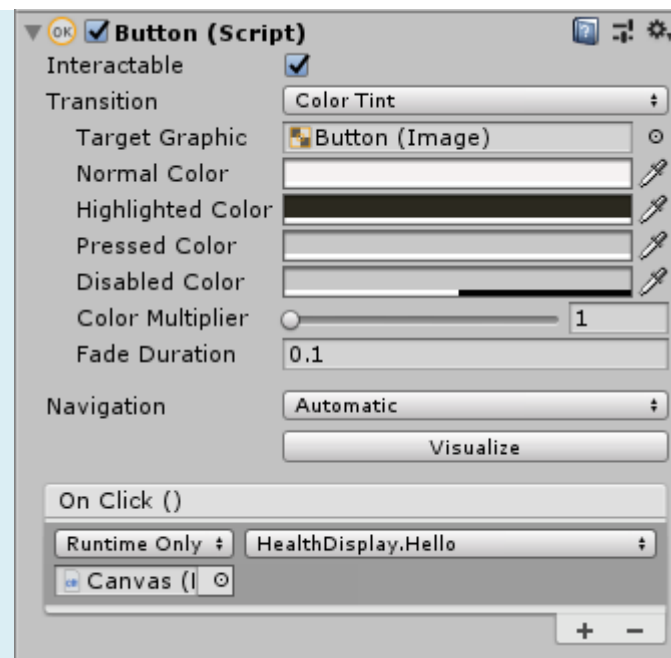 OK Button (Script)
Interactable
Transition Color Tint
Target Graphic Button (Image)
Normal Color
Highlighted Color
Pressed Color
Disabled Color
Color Multiplier 1
Fade Duration 0.1
Navigation Automatic
Visualize
On Click ()
Runtime Only HealthDisplay.Hello
Canvas (
+ −